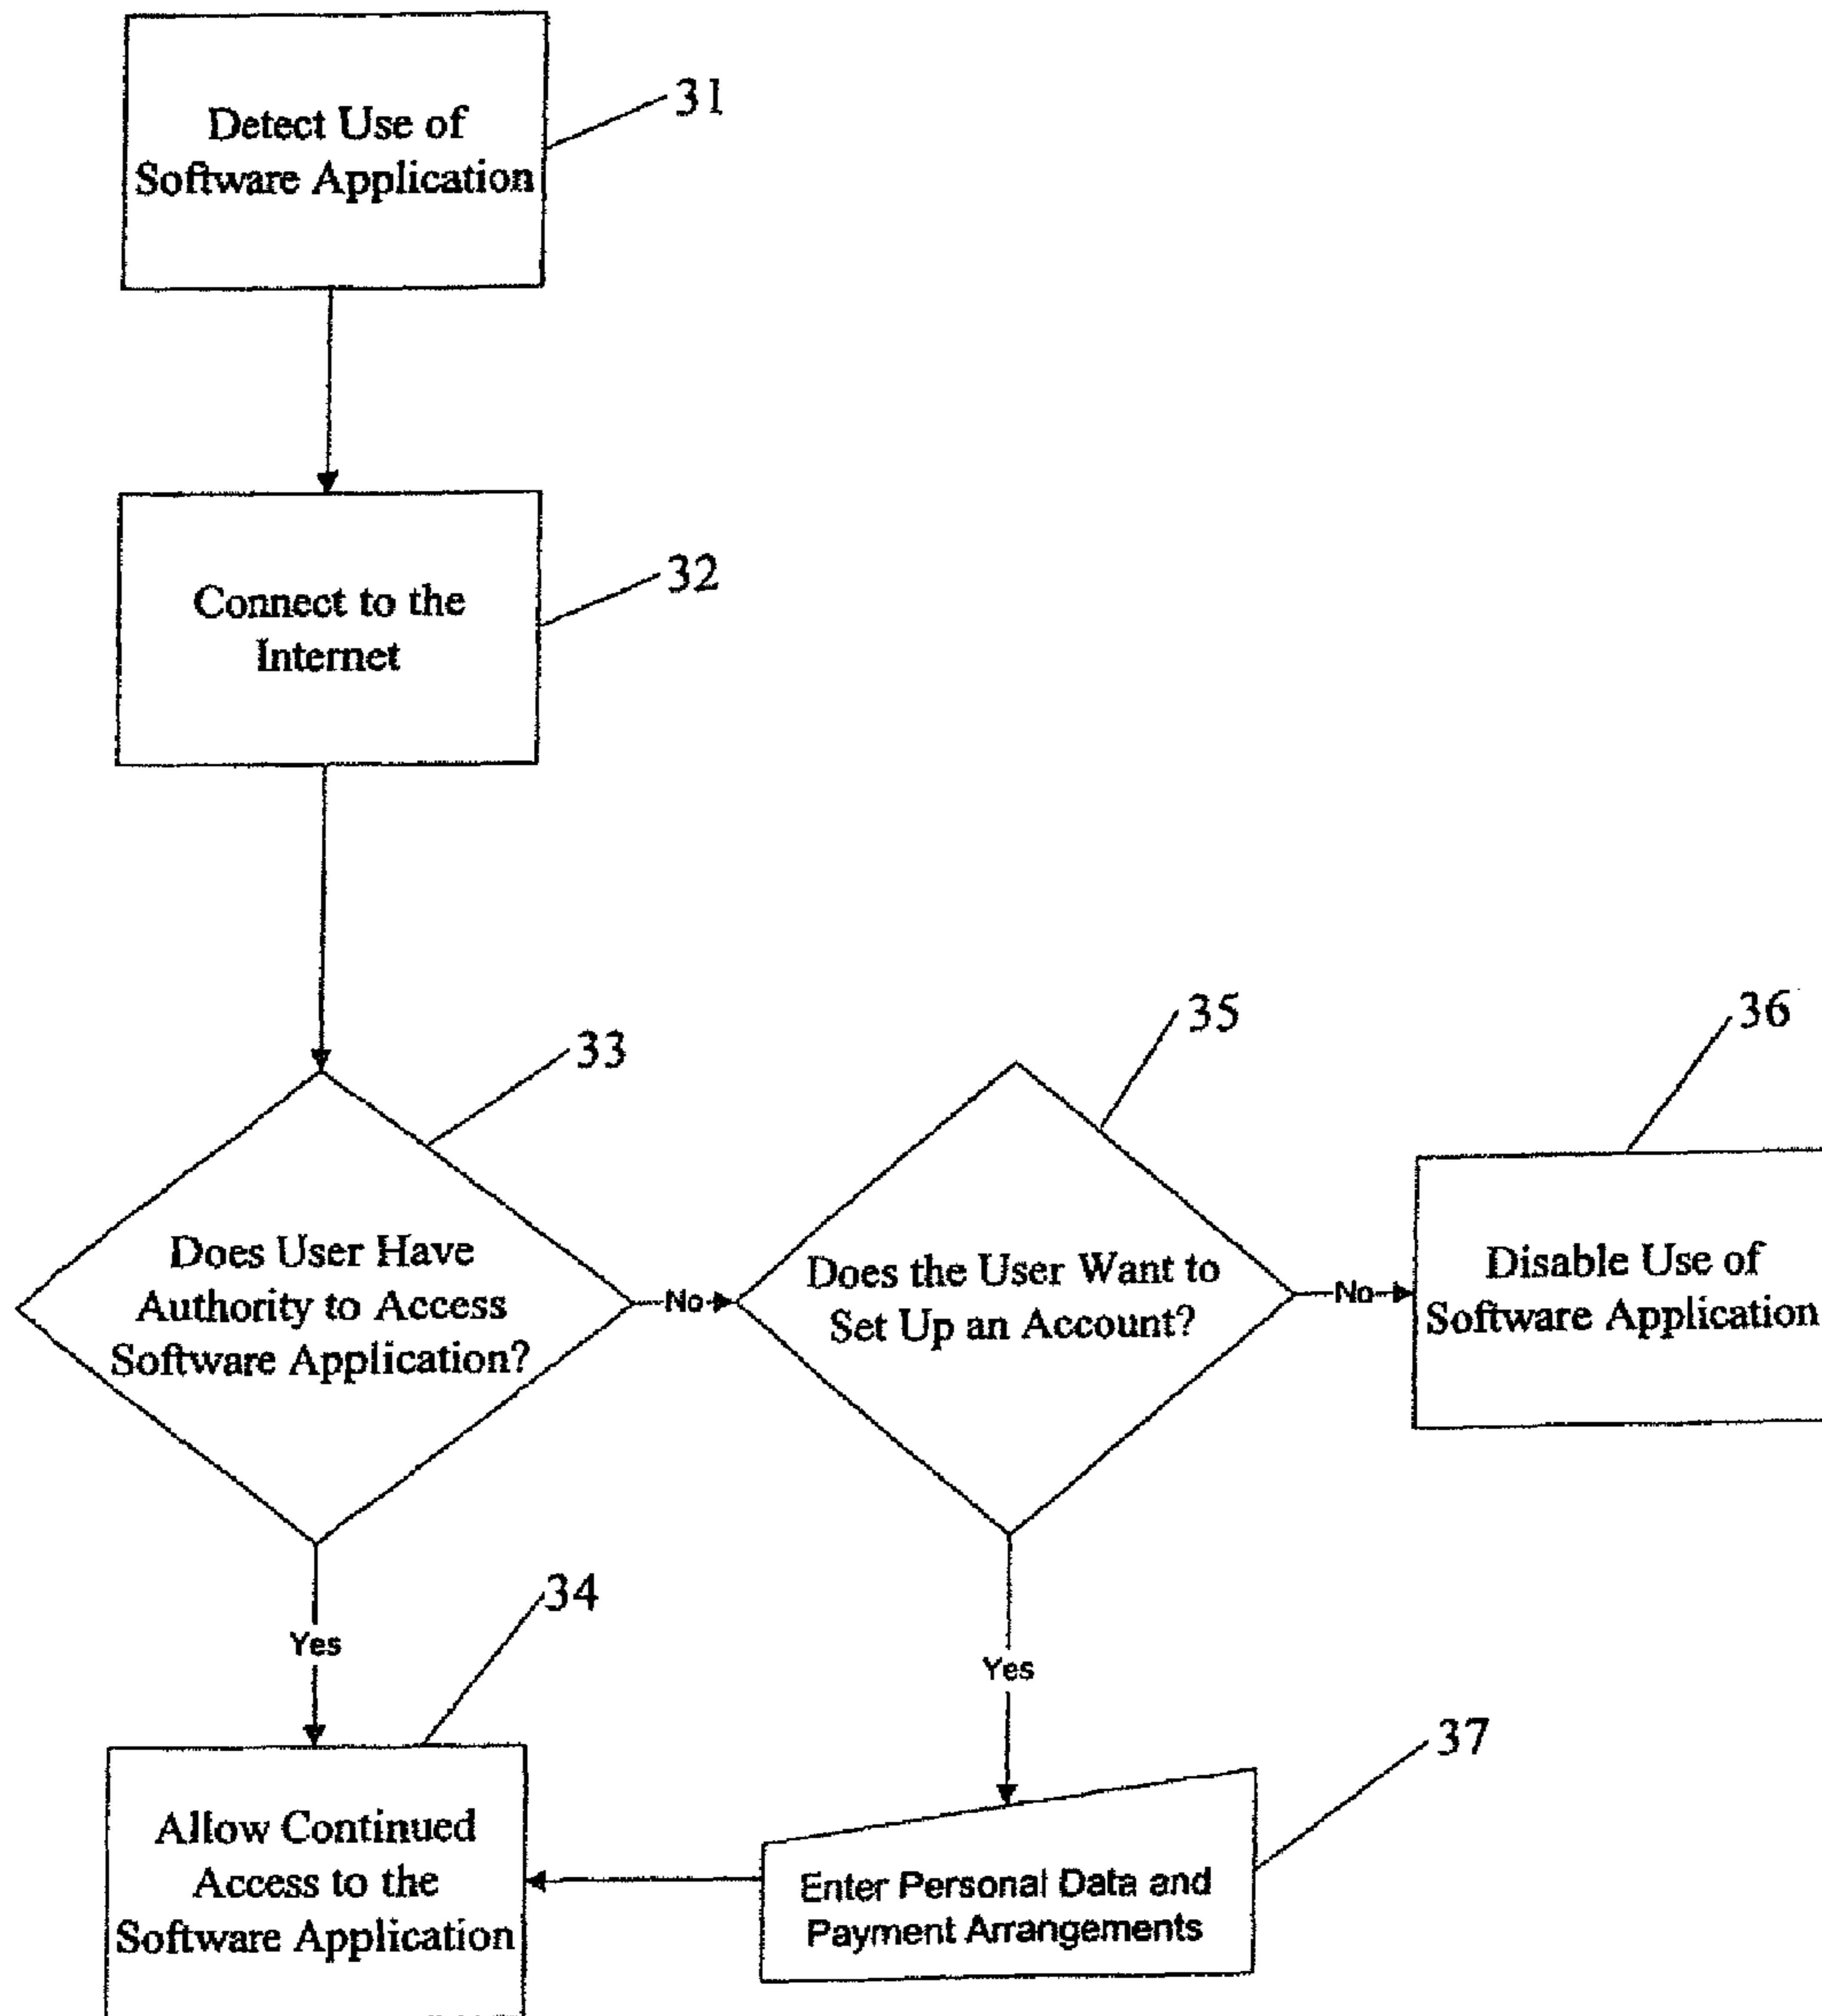 Detect Use of
Software Application
31
Connect to the
Internet
32
33
Does User Have
Authority to Access
Software Application?
No
35
Does the User Want to
Set Up an Account?
No
36
Disable Use of
Software Application
Yes
34
Allow Continued
Access to the
Software Application
Yes
37
Enter Personal Data and
Payment Arrangements